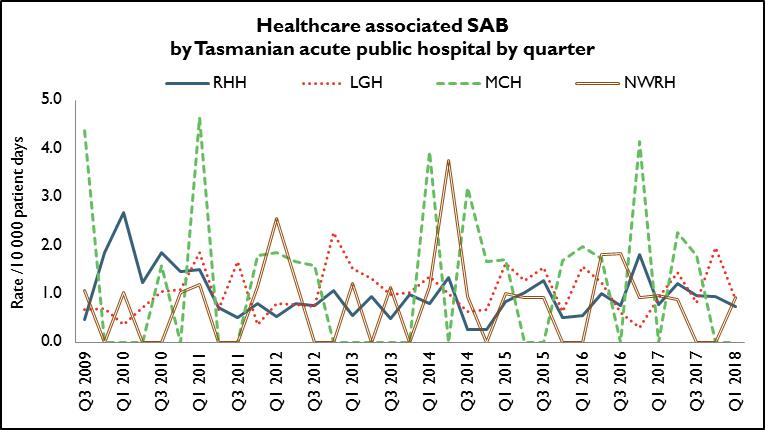 Healthcare associated SAB
by Tasmanian acute public hospital by quarter
RHH LGH MCH NWRH
Rate /10 000 patient days
5.0
4.0
3.0
2.0
1.0
0.0
Q3 2009
Q1 2010
Q3 2010
Q1 2011
Q3 2011
Q1 2012
Q3 2012
Q1 2013
Q3 2013
Q1 2014
Q3 2014
Q1 2015
Q3 2015
Q1 2016
Q3 2016
Q1 2017
Q3 2017
Q1 2018